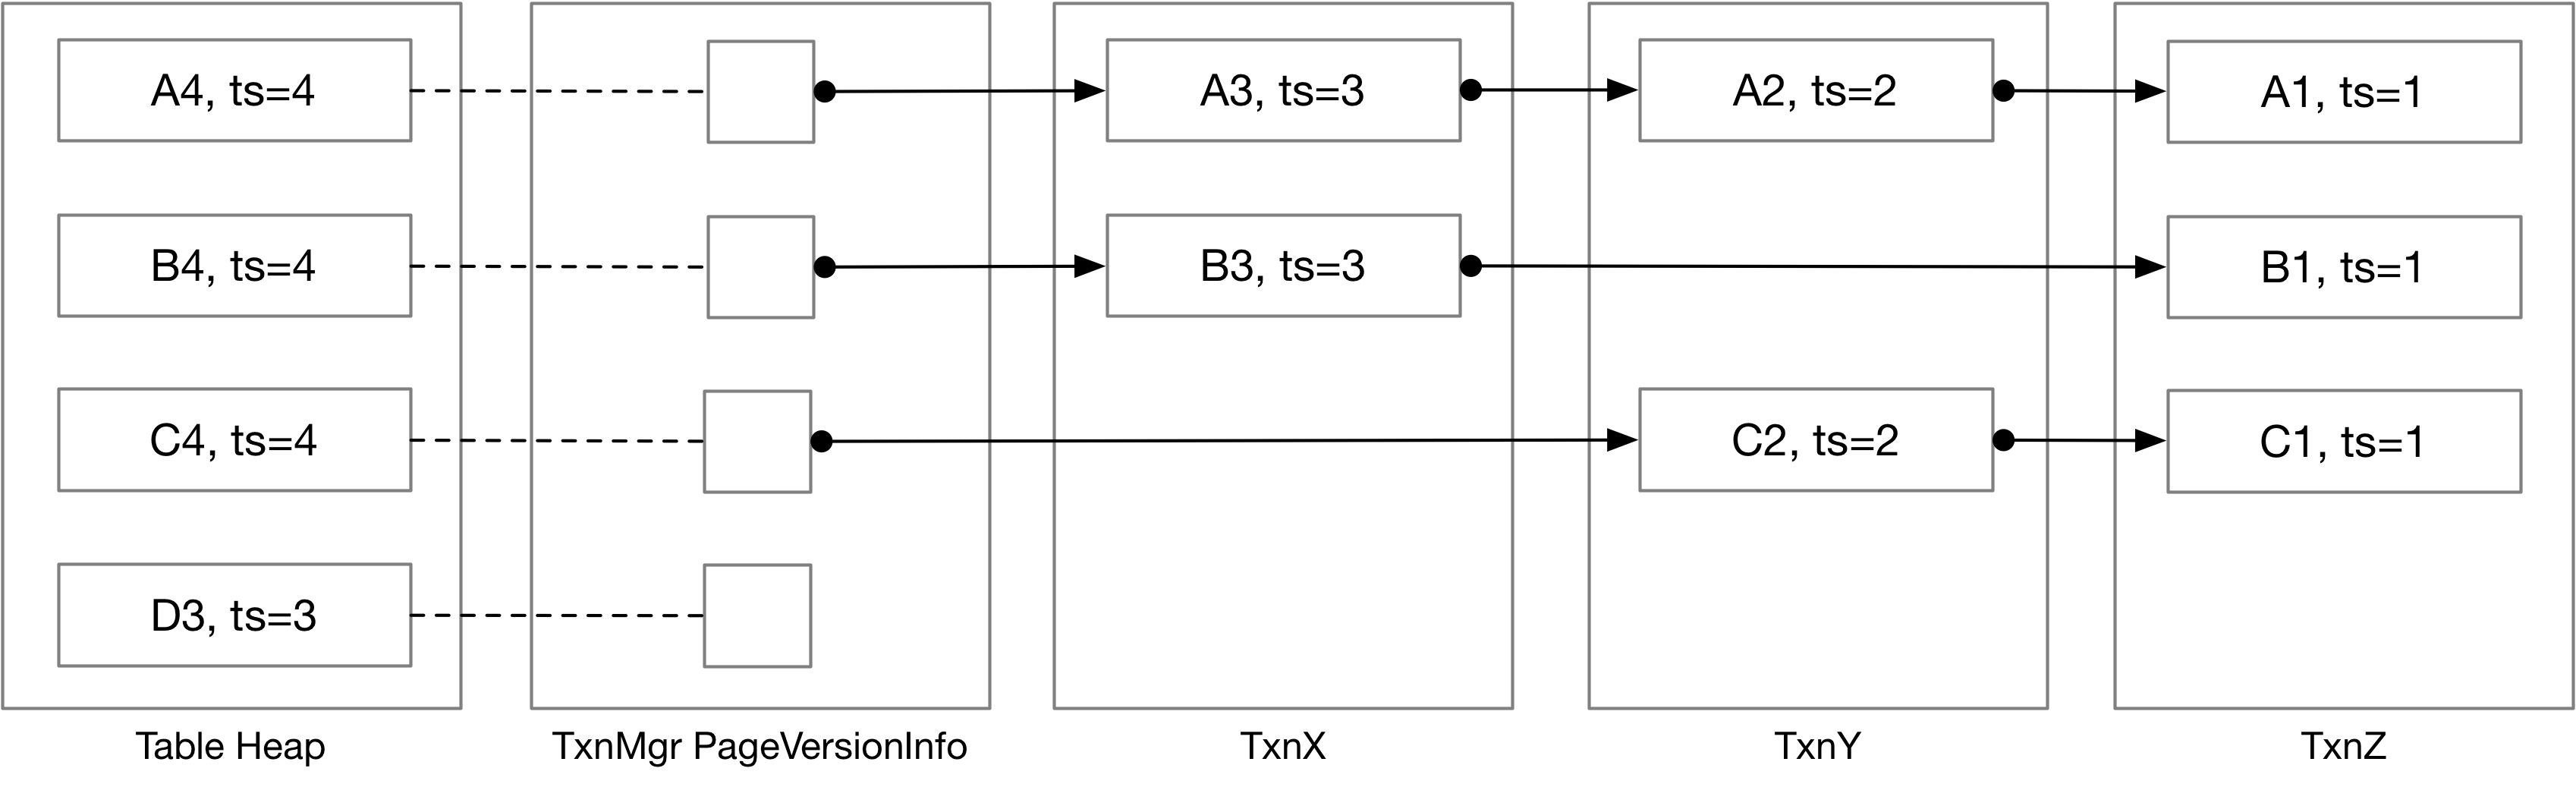 A4, ts=4
A3, ts=3
A2, ts=2
A1, ts=1
B4, ts=4
B3, ts=3
B1, ts=1
C4, ts=4
C2, ts=2
C1, ts=1
D3, ts=3
Table Heap
TxnMgr PageVersionInfo
TxnX
TxnY
TxnZ